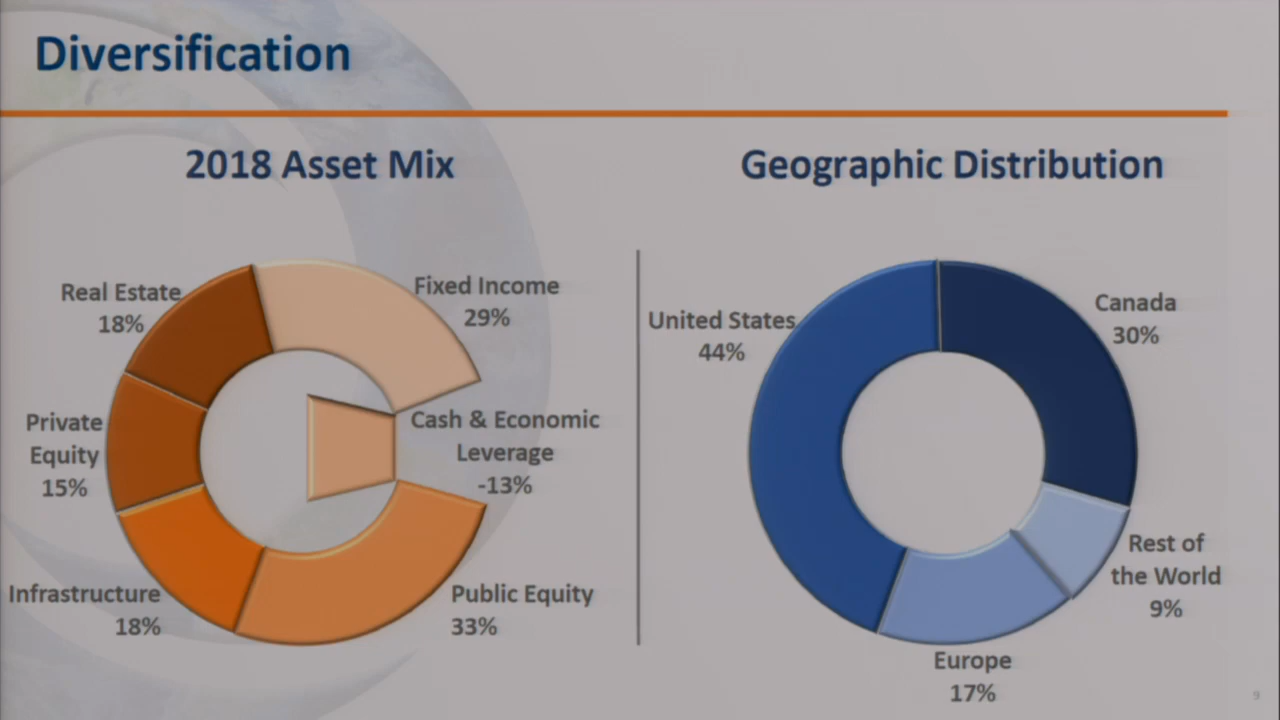 Diversification
2018 Asset Mix
Fixed Income
29%
Cash & Economic
Leverage
-13%
Public Equity
33%
Infrastructure
18%
Private
Equity
15%
Real Estate
18%
Geographic Distribution
Canada
30%
Rest of
the World
9%
Europe
17%
United States
44%
9